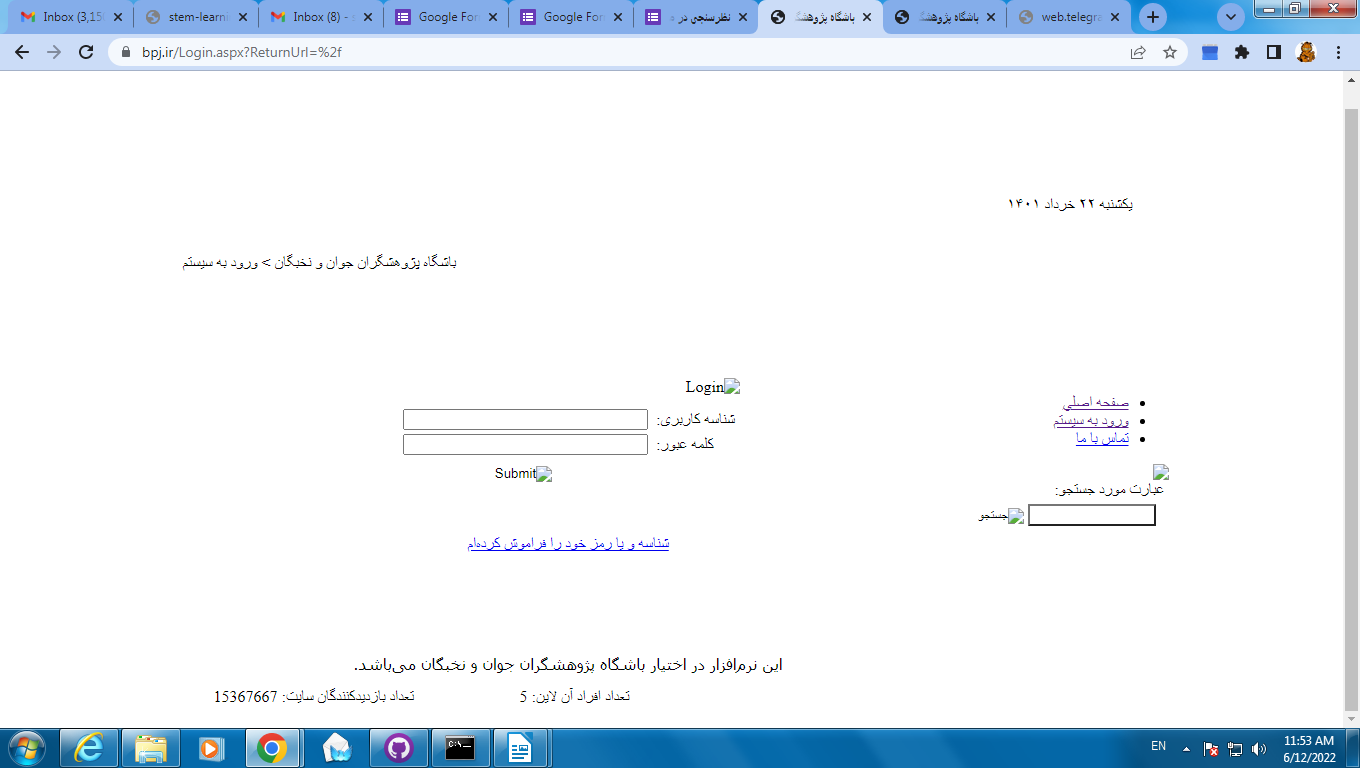 Inbox (3,15
stem-learni
Inbox (8) - s
Google For
Google For
نظرسنجی در م
باشگاه پژوهشگ
باشگاه پژوهشگ
web.telegra
bpj.ir/Login.aspx?ReturnUrl=%2f
یکشنبه ۲۲ خرداد ۱۴۰۱
باشگاه پژوهشگران جوان و نخبگان > ورود به سیستم
Login
شناسه کاربری:
کلمه عبور:
Submit
شناسه و یا رمز خود را فراموش کرده‌ام
صفحه اصلي
ورود به سیستم
تماس با ما
عبارت مورد جستجو:
جستجو
این نرم‌افزار در اختیار باشگاه پژوهشگران جوان و نخبگان می‌باشد.
تعداد افراد آن لاین: 5
تعداد بازدیدکنندگان سایت: 15367667
EN
11:53 AM
6/12/2022